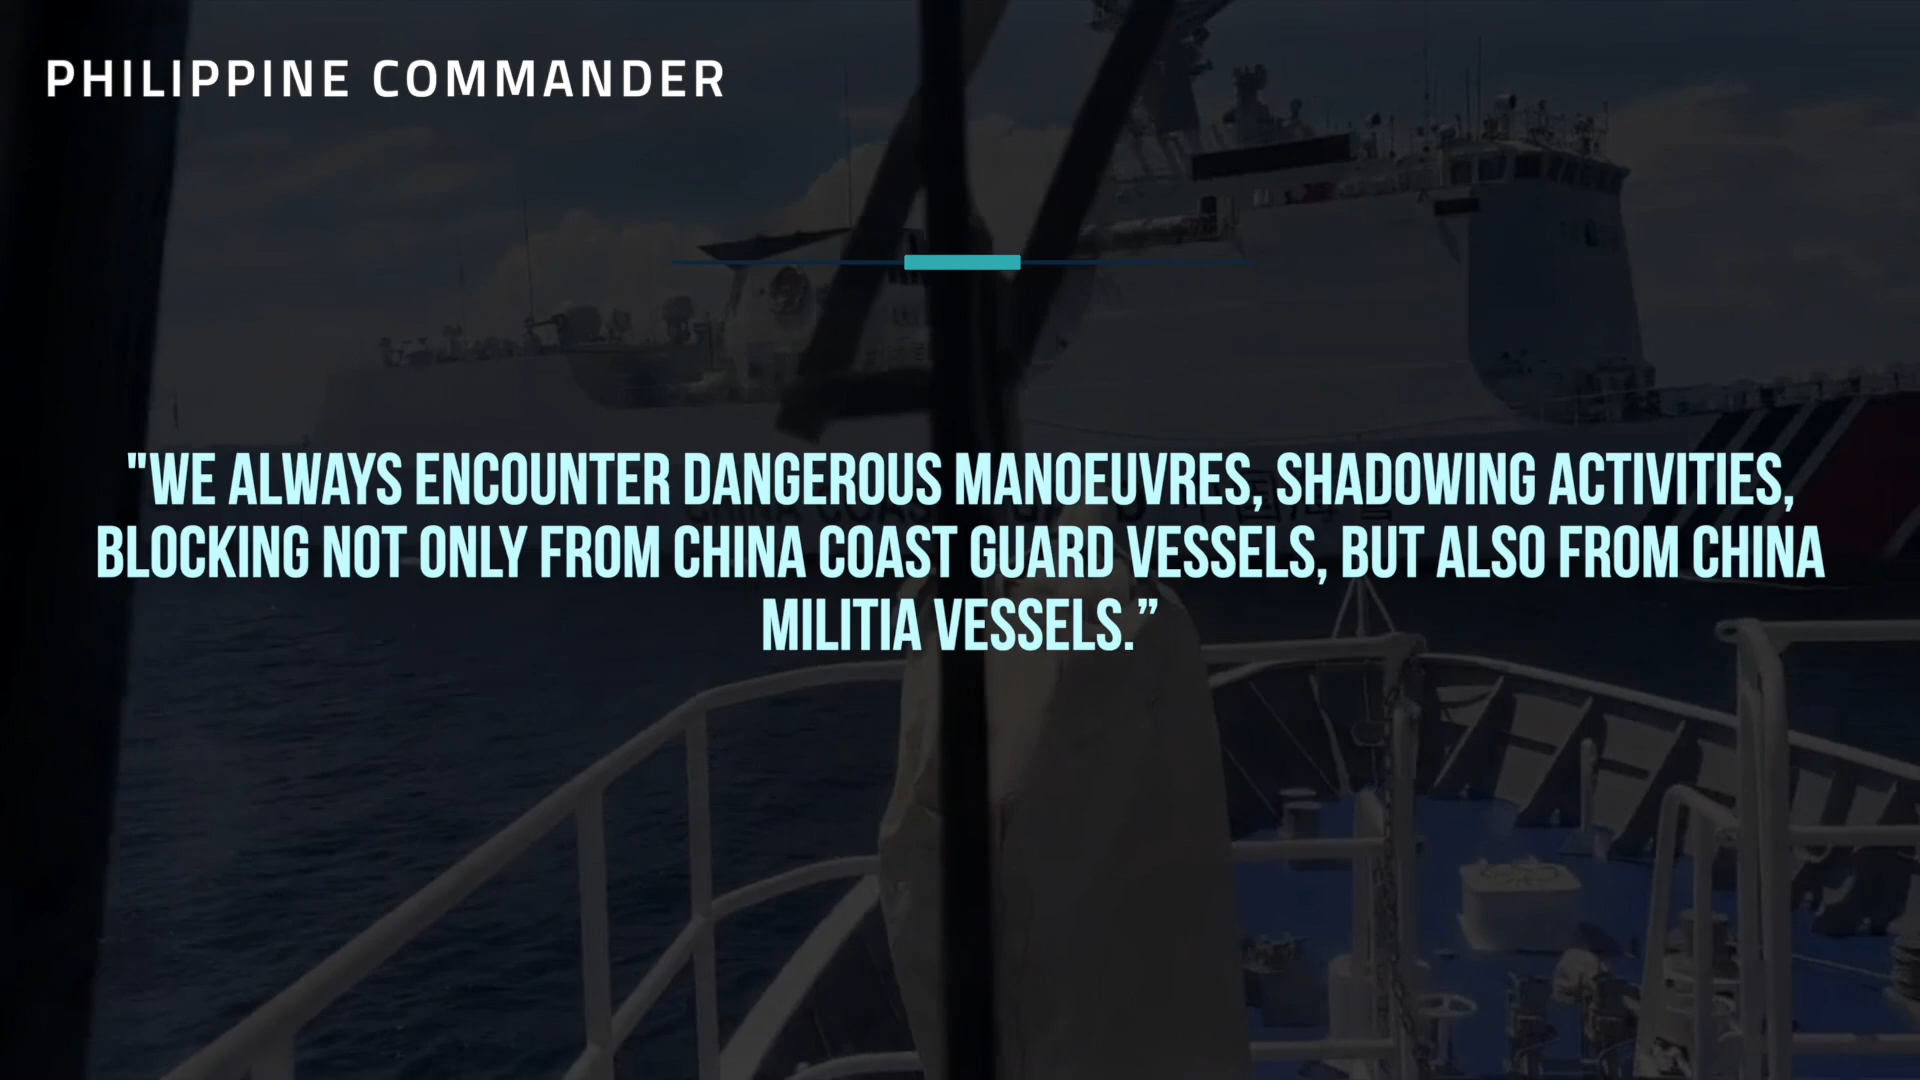 PHILIPPINE COMMANDER
"WE ALWAYS ENCOUNTER DANGEROUS MANOEUVRES, SHADOWING ACTIVITIES,
BLOCKING NOT ONLY FROM CHINA COAST GUARD VESSELS, BUT ALSO FROM CHINA
MILITIA VESSELS.”